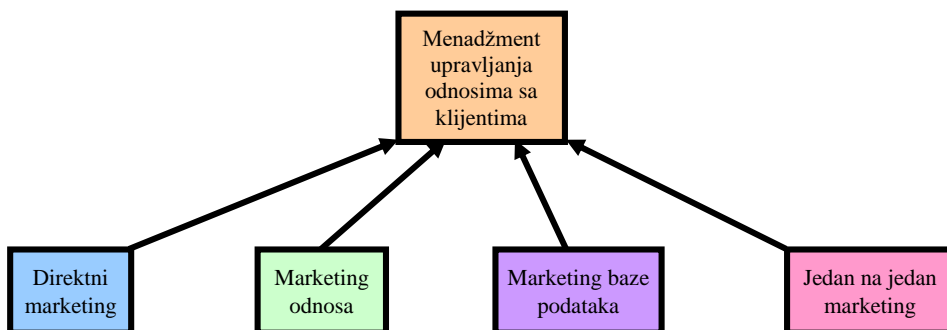 Menadžment
upravljanja
odnosima sa
klijentima
Direktni
marketing
Marketing
odnosa
Marketing baze
podataka
Jedan na jedan
marketing